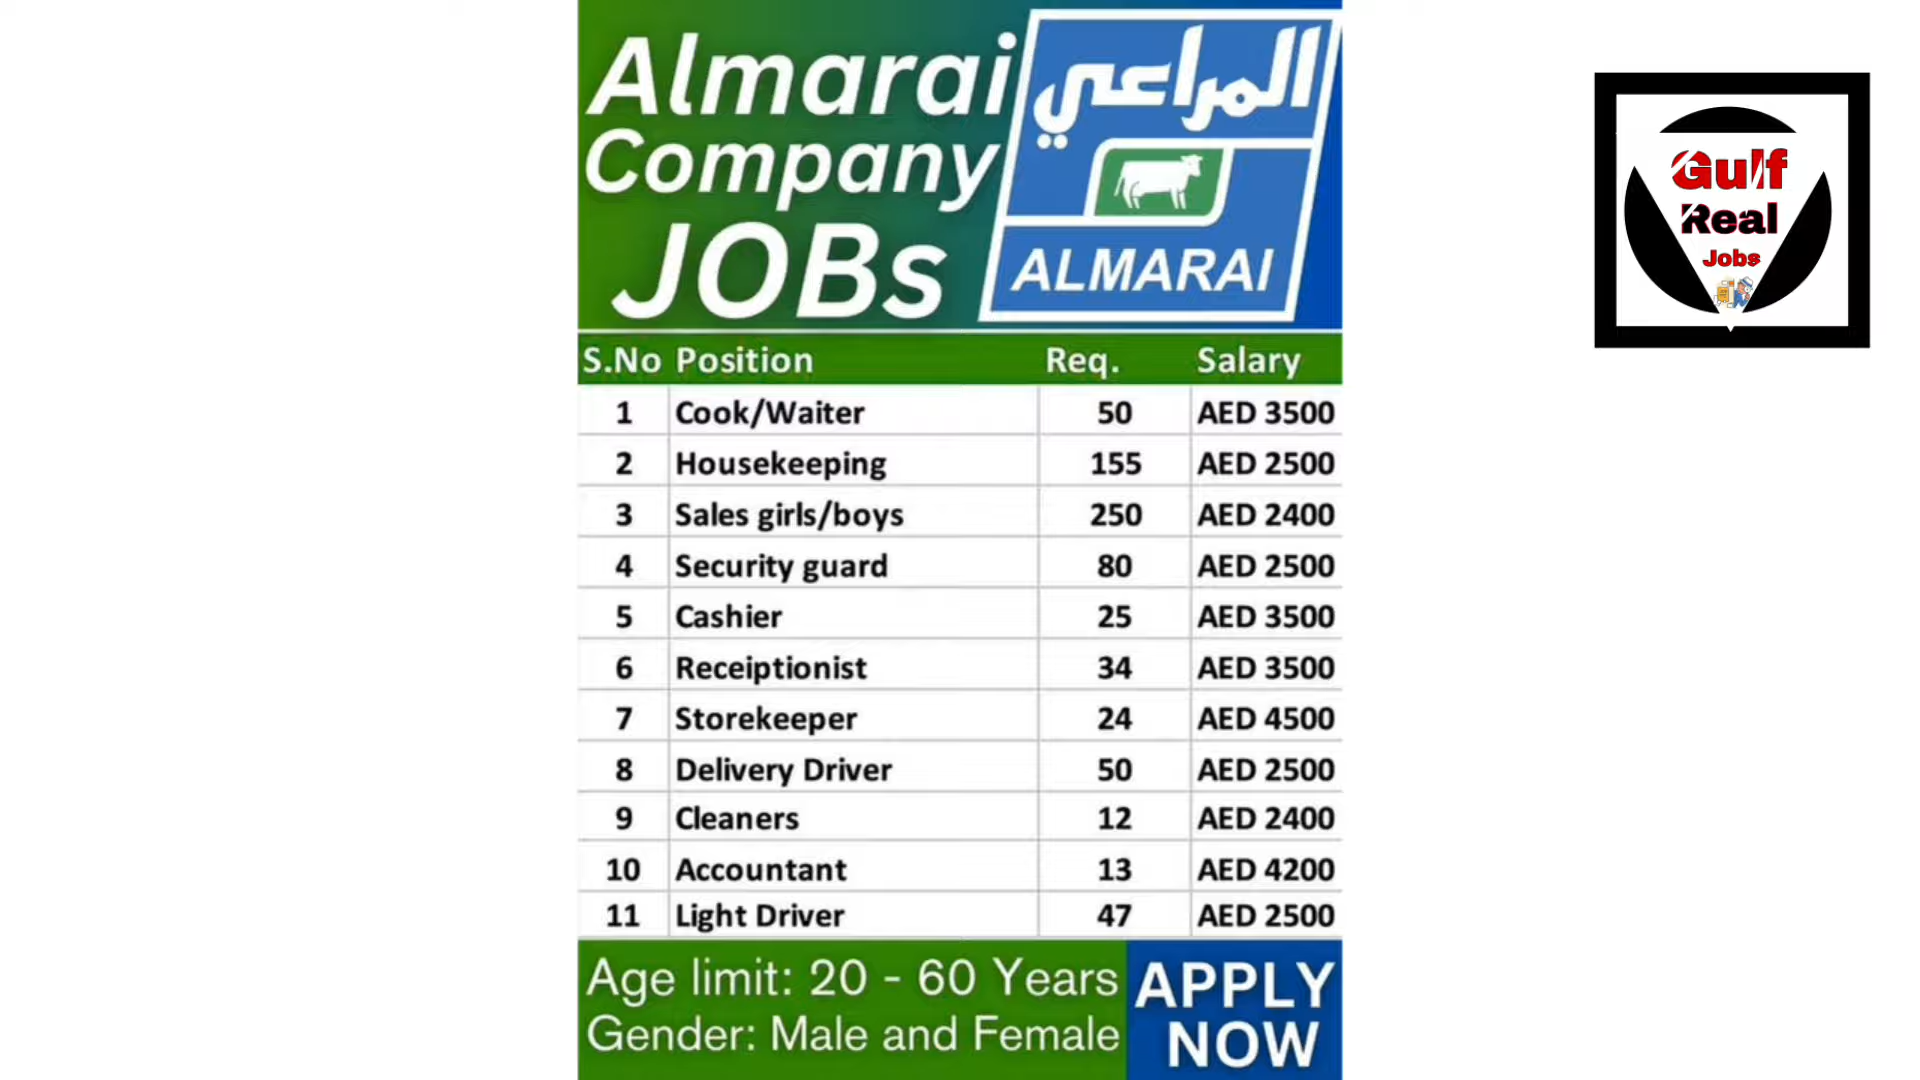 Almarai
Company
JOBs
المراعي
ALMARAI
Gulf
Real
Jobs
S.No Position Req. Salary
1 Cook/Waiter 50 AED 3500
2 Housekeeping 155 AED 2500
3 Sales girls/boys 250 AED 2400
4 Security guard 80 AED 2500
5 Cashier 25 AED 3500
6 Receiptionist 34 AED 3500
7 Storekeeper 24 AED 4500
8 Delivery Driver 50 AED 2500
9 Cleaners 12 AED 2400
10 Accountant 13 AED 4200
11 Light Driver 47 AED 2500
Age limit: 20 - 60 Years
Gender: Male and Female
APPLY
NOW